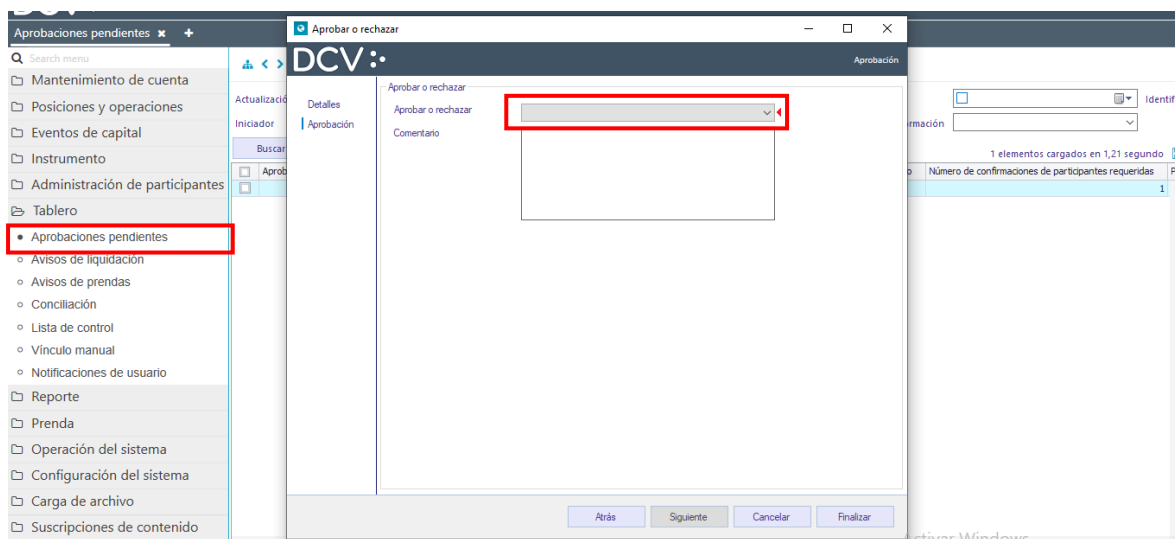 DCV
Aprobaciones pendientes
Search menu
Mantenimiento de cuenta
Posiciones y operaciones
Eventos de capital
Instrumento
Administración de participantes
Tablero
Aprobaciones pendientes
Avisos de liquidación
Avisos de prendas
Conciliación
Lista de control
Vínculo manual
Notificaciones de usuario
Reporte
Prenda
Operación del sistema
Configuración del sistema
Carga de archivo
Suscripciones de contenido
Actualizació
Iniciador
Buscar
Aprob
Aprobar o rechazar
DCV
Aprobación
Detalles
Aprobación
Aprobar o rechazar
Aprobar o rechazar
Comentario
Atrás Siguiente Cancelar Finalizar
Identif
rmación
1 elementos cargados en 1,21 segundo
o Número de confirmaciones de participantes requeridas P
1
ctivar Windows